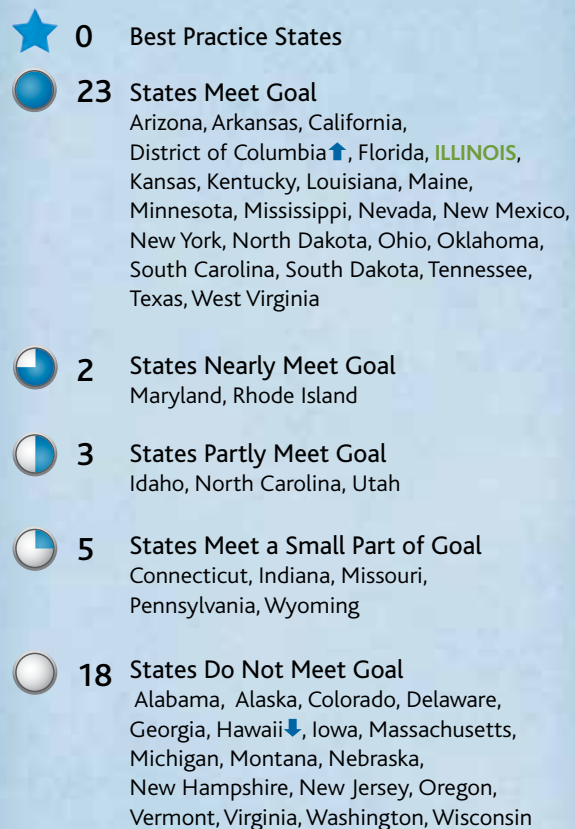 0 Best Practice States
23 States Meet Goal
Arizona, Arkansas, California,
District of Columbia⬆, Florida, ILLINOIS,
Kansas, Kentucky, Louisiana, Maine,
Minnesota, Mississippi, Nevada, New Mexico,
New York, North Dakota, Ohio, Oklahoma,
South Carolina, South Dakota, Tennessee,
Texas, West Virginia
2 States Nearly Meet Goal
Maryland, Rhode Island
3 States Partly Meet Goal
Idaho, North Carolina, Utah
5 States Meet a Small Part of Goal
Connecticut, Indiana, Missouri,
Pennsylvania, Wyoming
18 States Do Not Meet Goal
Alabama, Alaska, Colorado, Delaware,
Georgia, Hawaii⬇, Iowa, Massachusetts,
Michigan, Montana, Nebraska,
New Hampshire, New Jersey, Oregon,
Vermont, Virginia, Washington, Wisconsin